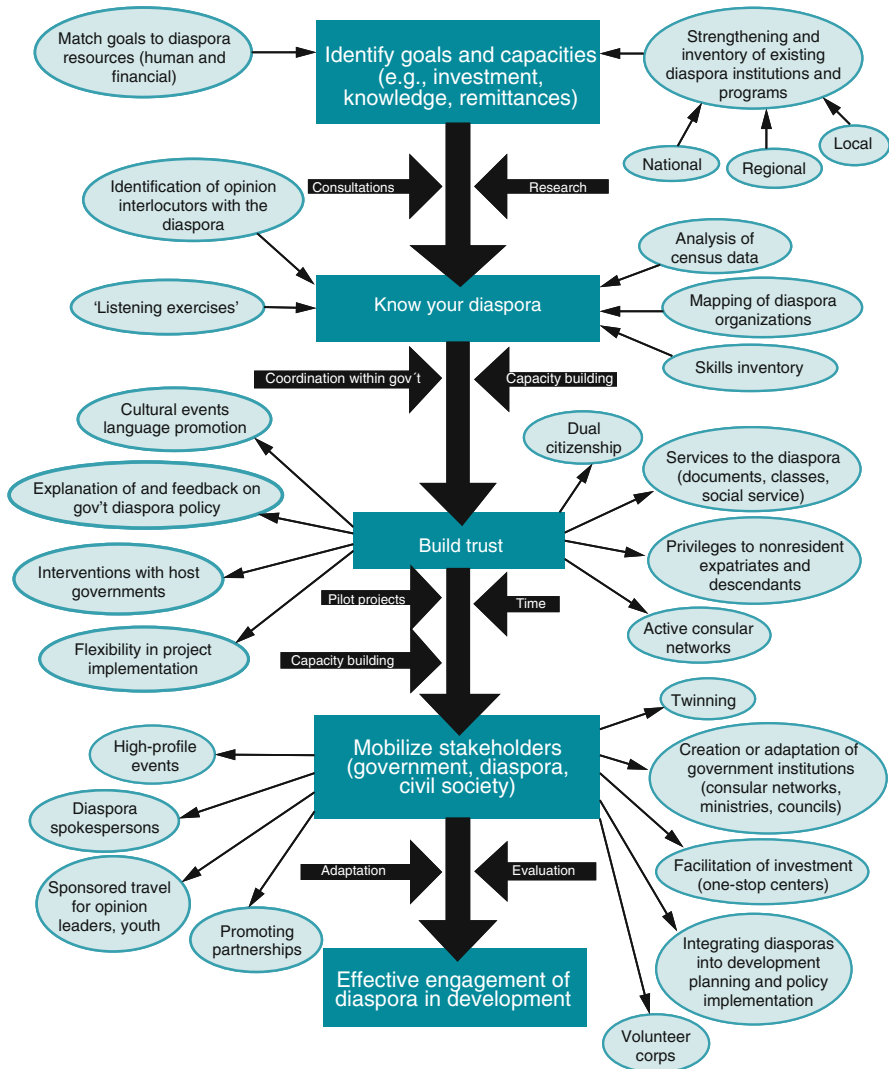 Match goals to diaspora
resources (human and
financial)
Identify goals and capacities
(e.g., investment,
knowledge, remittances)
Strengthening and
inventory of existing
diaspora institutions and
programs
National
Regional
Local
Consultations
Research
Identification of opinion
interlocutors with the
diaspora
'Listening exercises'
Know your diaspora
Analysis of
census data
Mapping of diaspora
organizations
Skills inventory
Coordination within gov´t
Capacity building
Cultural events
language promotion
Explanation of and feedback on
gov't diaspora policy
Interventions with host
governments
Flexibility in project
implementation
Build trust
Dual
citizenship
Services to the diaspora
(documents, classes,
social service)
Privileges to nonresident
expatriates and
descendants
Active consular
networks
Pilot projects
Time
Capacity building
High-profile
events
Diaspora
spokespersons
Sponsored travel
for opinion
leaders, youth
Promoting
partnerships
Mobilize stakeholders
(government, diaspora,
civil society)
Twinning
Creation or adaptation of
government institutions
(consular networks,
ministries, councils)
Facilitation of investment
(one-stop centers)
Integrating diasporas
into development
planning and policy
implementation
Volunteer
corps
Adaptation
Evaluation
Effective engagement of
diaspora in development